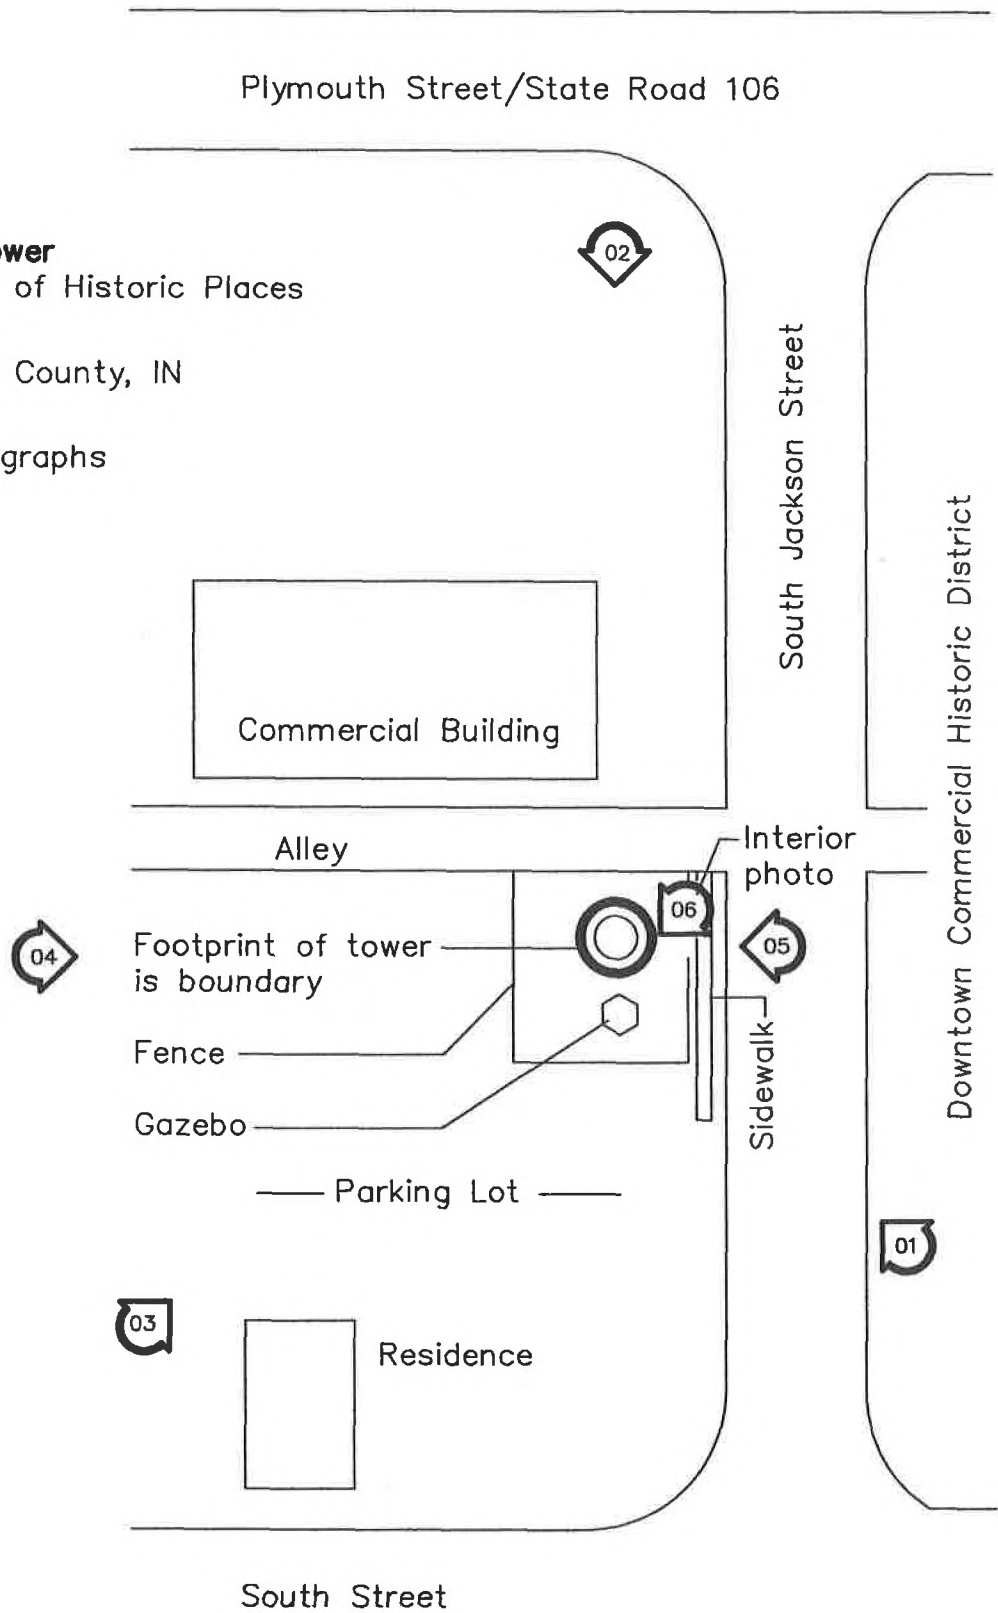 Plymouth Street/State Road 106
of Historic Places
County, IN
graphs
02
South Jackson Street
Downtown Commercial Historic District
Commercial Building
Alley
Interior
photo
06
04
Footprint of tower
is boundary
05
Fence
Sidewalk
Gazebo
Parking Lot
01
03
Residence
South Street